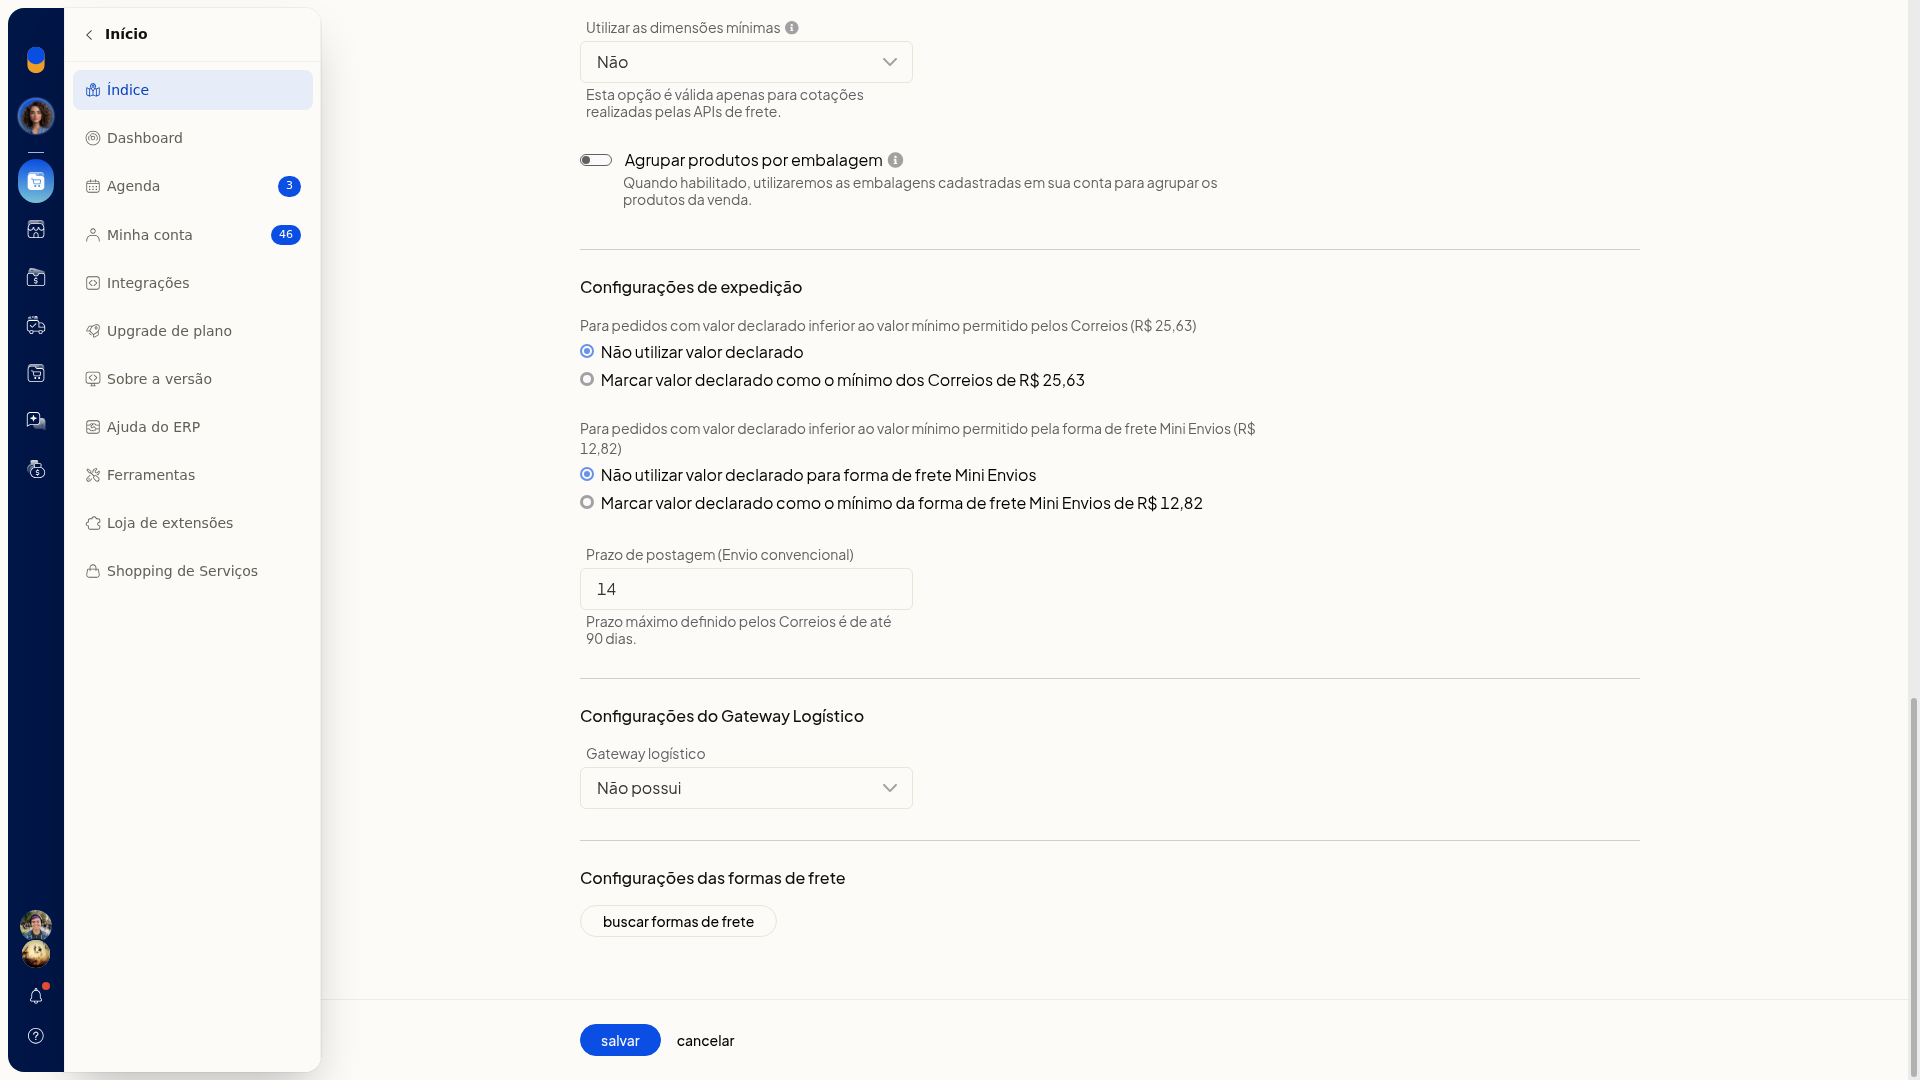 Início
Índice
Dashboard
Agenda
3
Minha conta
46
Integrações
Upgrade de plano
Sobre a versão
Ajuda do ERP
Ferramentas
Loja de extensões
Shopping de Serviços
Utilizar as dimensões mínimas
Não
Esta opção é válida apenas para cotações
realizadas pelas APIs de frete.
Agrupar produtos por embalagem
Quando habilitado, utilizaremos as embalagens cadastradas em sua conta para agrupar os
produtos da venda.
Configurações de expedição
Para pedidos com valor declarado inferior ao valor mínimo permitido pelos Correios (R$ 25,63)
Não utilizar valor declarado
Marcar valor declarado como o mínimo dos Correios de R$ 25,63
Para pedidos com valor declarado inferior ao valor mínimo permitido pela forma de frete Mini Envios (R$
12,82)
Não utilizar valor declarado para forma de frete Mini Envios
Marcar valor declarado como o mínimo da forma de frete Mini Envios de R$ 12,82
Prazo de postagem (Envio convencional)
14
Prazo máximo definido pelos Correios é de até
90 dias.
Configurações do Gateway Logístico
Gateway logístico
Não possui
Configurações das formas de frete
buscar formas de frete
salvar
cancelar